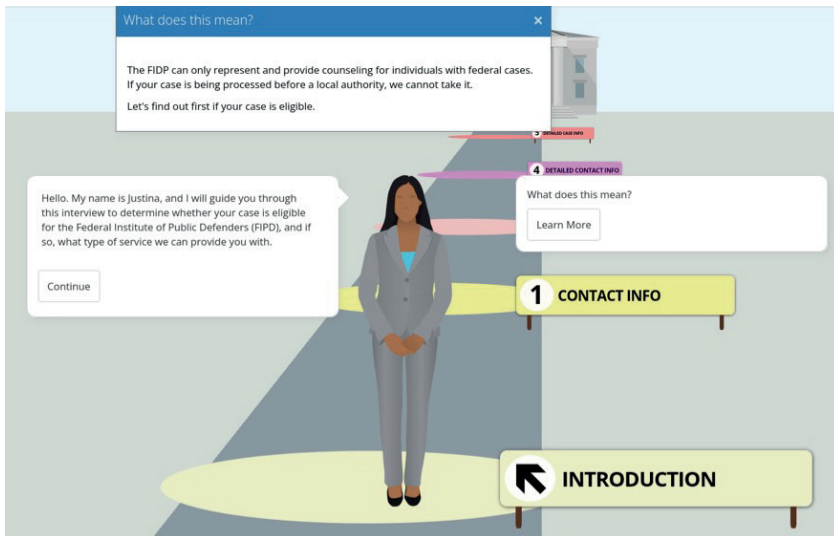 What does this mean?
×
The FIDP can only represent and provide counseling for individuals with federal cases.
If your case is being processed before a local authority, we cannot take it.
Let's find out first if your case is eligible.
DETAILED CASE INFO
4 DETAILED CONTACT INFO
Hello. My name is Justina, and I will guide you through
this interview to determine whether your case is eligible
for the Federal Institute of Public Defenders (FIPD), and if
so, what type of service we can provide you with.
Continue
What does this mean?
Learn More
1 CONTACT INFO
INTRODUCTION